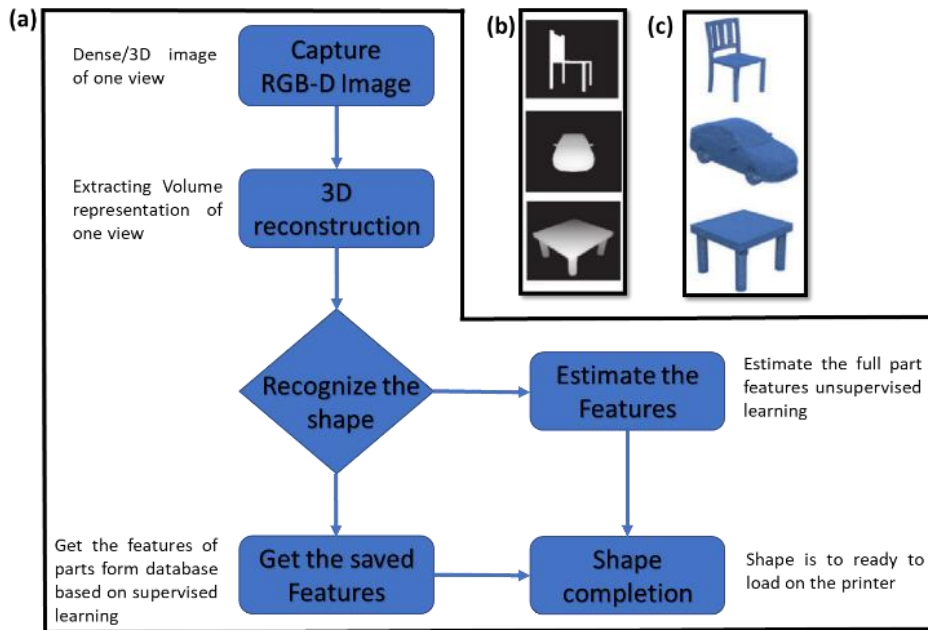 (a)
Dense/3D image
of one view
Capture
RGB-D Image
(b)
(c)
Extracting Volume
representation of
one view
3D
reconstruction
Recognize the
shape
Estimate the
Features
Estimate the full part
features unsupervised
learning
Get the features of
parts form database
based on supervised
learning
Get the saved
Features
Shape
completion
Shape is to ready to
load on the printer